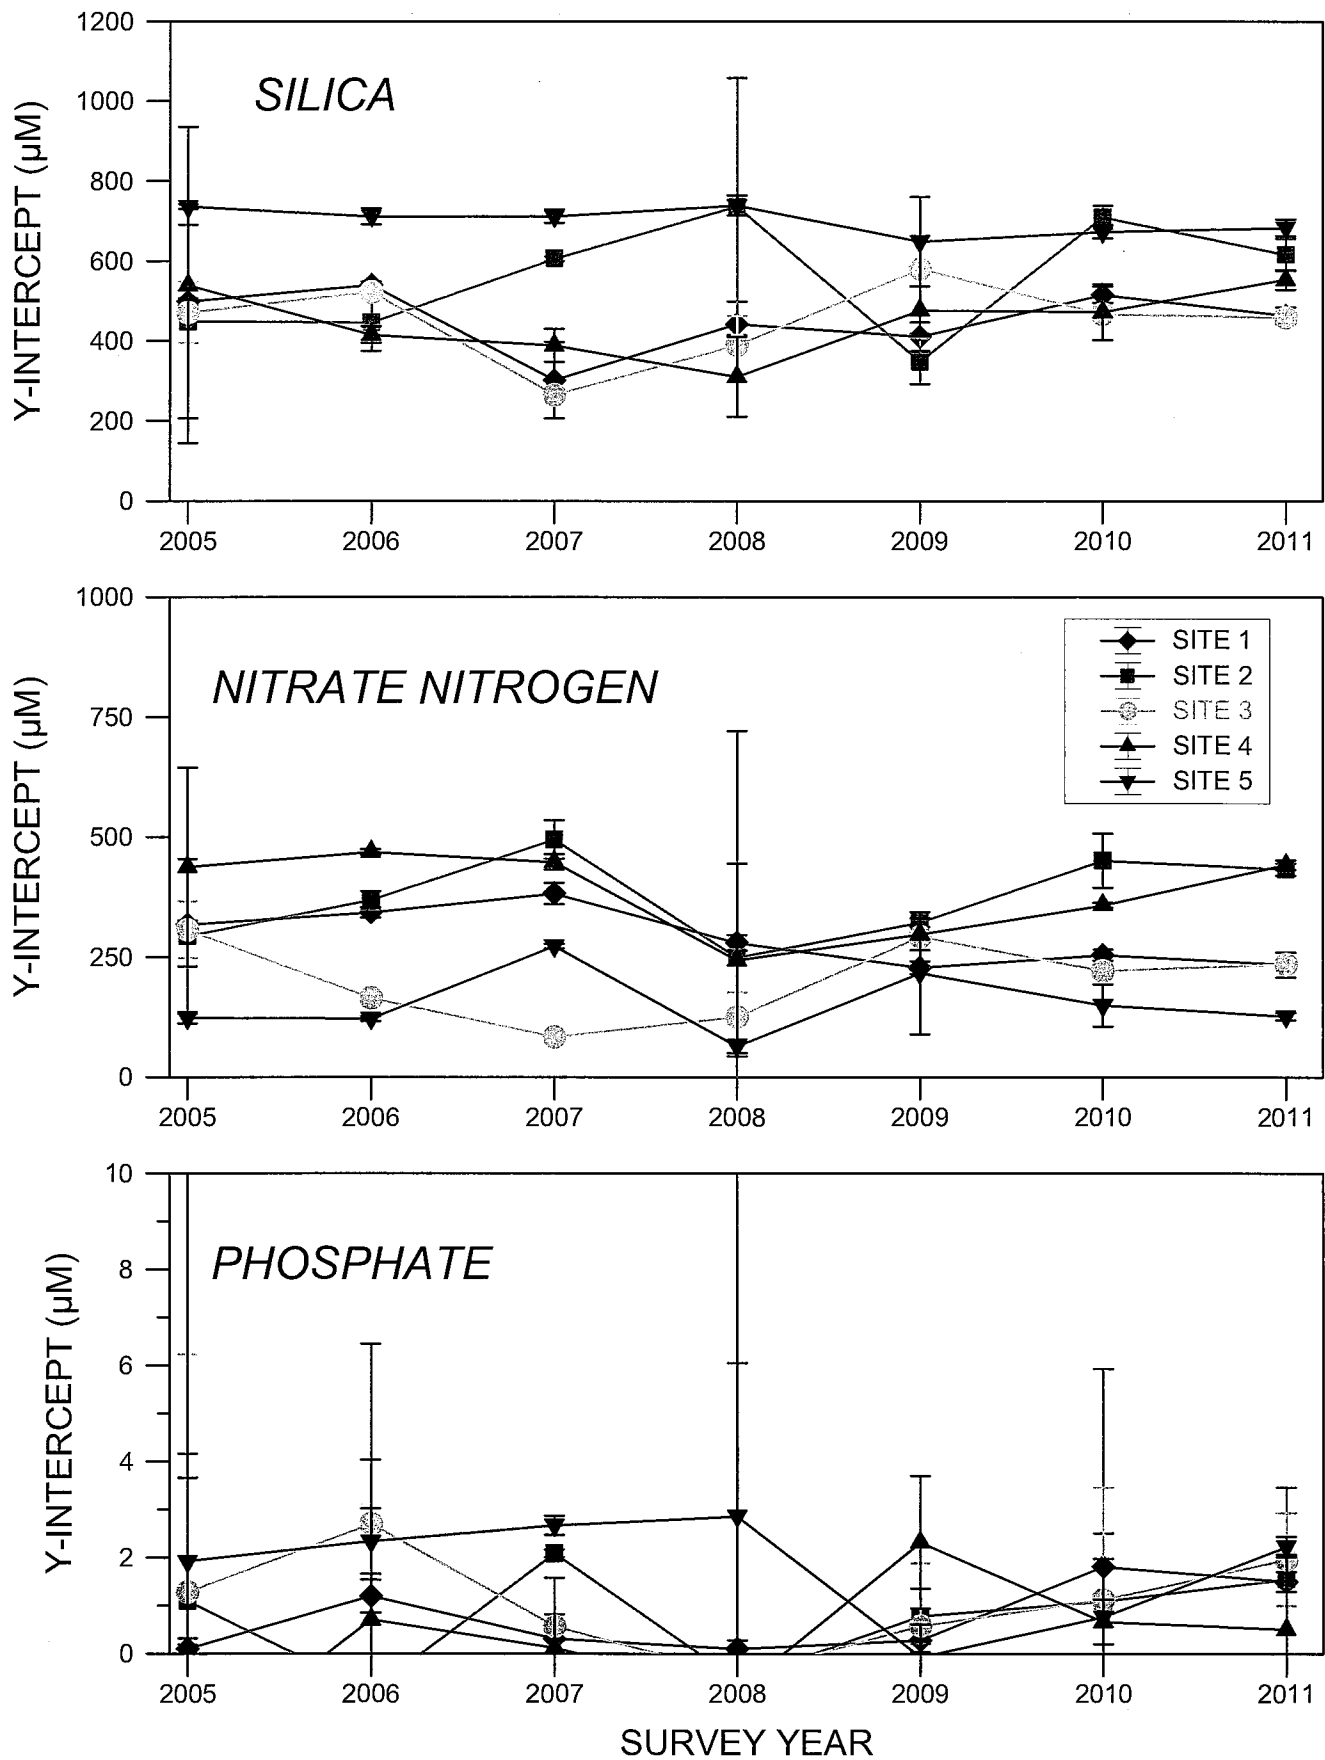 SILICA
Y-INTERCEPT (µM)
1200
1000
800
600
400
200
0
2005 2006 2007 2008 2009 2010 2011
NITRATE NITROGEN
Y-INTERCEPT (µM)
1000
750
500
250
0
SITE 1
SITE 2
SITE 3
SITE 4
SITE 5
2005 2006 2007 2008 2009 2010 2011
PHOSPHATE
Y-INTERCEPT (µM)
10
8
6
4
2
0
2005 2006 2007 2008 2009 2010 2011
SURVEY YEAR